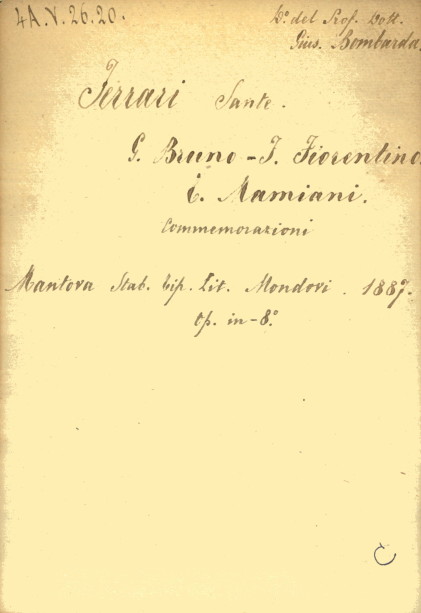 4A.V.26.20.
D.º del Prof. Dott.
Gius. Bombarda.
Ferrari Sante.
G. Bruno - F. Fiorentino
T. Mamiani.
Commemorazioni
Mantova Stab. Tip. Lit. Mondovi. 1887.
Op. in-8.º